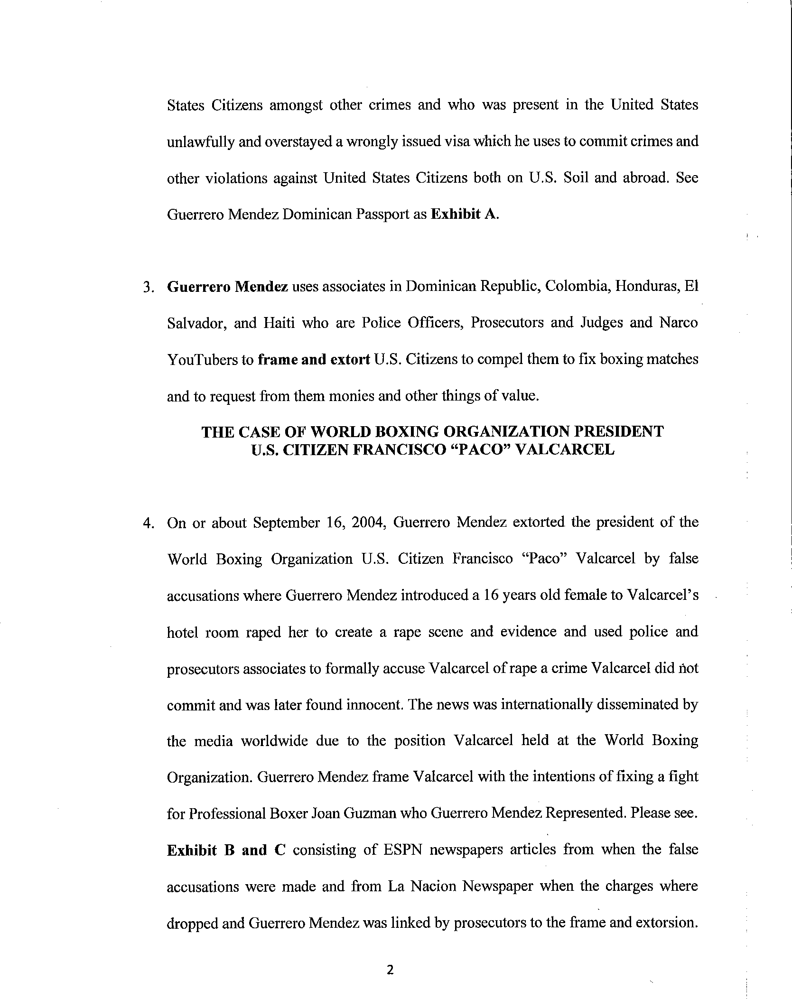 States Citizens amongst other crimes and who was present in the United States
unlawfully and overstayed a wrongly issued visa which he uses to commit crimes and
other violations against United States Citizens both on U.S. Soil and abroad. See
Guerrero Mendez Dominican Passport as Exhibit A.
3. Guerrero Mendez uses associates in Dominican Republic, Colombia, Honduras, El
Salvador, and Haiti who are Police Officers, Prosecutors and Judges and Narco
YouTubers to frame and extort U.S. Citizens to compel them to fix boxing matches
and to request from them monies and other things of value.
THE CASE OF WORLD BOXING ORGANIZATION PRESIDENT
U.S. CITIZEN FRANCISCO “PACO” VALCARCEL
4. On or about September 16, 2004, Guerrero Mendez extorted the president of the
World Boxing Organization U.S. Citizen Francisco “Paco” Valcarcel by false
accusations where Guerrero Mendez introduced a 16 years old female to Valcarcel’s
hotel room raped her to create a rape scene and evidence and used police and
prosecutors associates to formally accuse Valcarcel of rape a crime Valcarcel did not
commit and was later found innocent. The news was internationally disseminated by
the media worldwide due to the position Valcarcel held at the World Boxing
Organization. Guerrero Mendez frame Valcarcel with the intentions of fixing a fight
for Professional Boxer Joan Guzman who Guerrero Mendez Represented. Please see.
Exhibit B and C consisting of ESPN newspapers articles from when the false
accusations were made and from La Nacion Newspaper when the charges where
dropped and Guerrero Mendez was linked by prosecutors to the frame and extorsion.
2